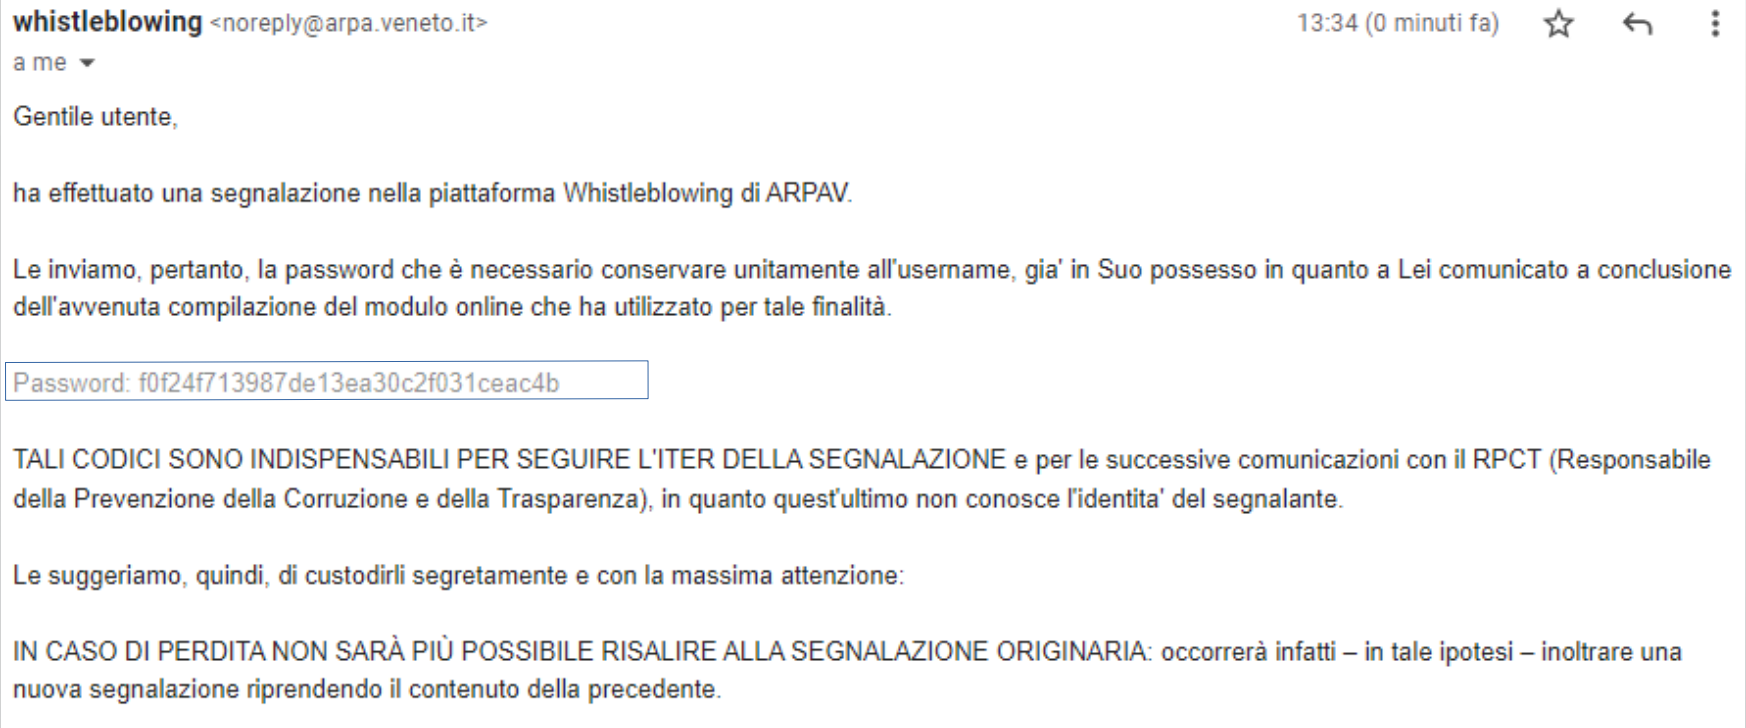 whistleblowing <noreply@arpa.veneto.it>
13:34 (0 minuti fa)
a me
Gentile utente,
ha effettuato una segnalazione nella piattaforma Whistleblowing di ARPAV.
Le inviamo, pertanto, la password che è necessario conservare unitamente all'username, gia' in Suo possesso in quanto a Lei comunicato a conclusione
dell'avvenuta compilazione del modulo online che ha utilizzato per tale finalità.
Password: f0f24f713987de13ea30c2f031ceac4b
TALI CODICI SONO INDISPENSABILI PER SEGUIRE L'ITER DELLA SEGNALAZIONE e per le successive comunicazioni con il RPCT (Responsabile
della Prevenzione della Corruzione e della Trasparenza), in quanto quest'ultimo non conosce l'identita' del segnalante.
Le suggeriamo, quindi, di custodirli segretamente e con la massima attenzione:
IN CASO DI PERDITA NON SARÀ PIÙ POSSIBILE RISALIRE ALLA SEGNALAZIONE ORIGINARIA: occorrerà infatti – in tale ipotesi – inoltrare una
nuova segnalazione riprendendo il contenuto della precedente.